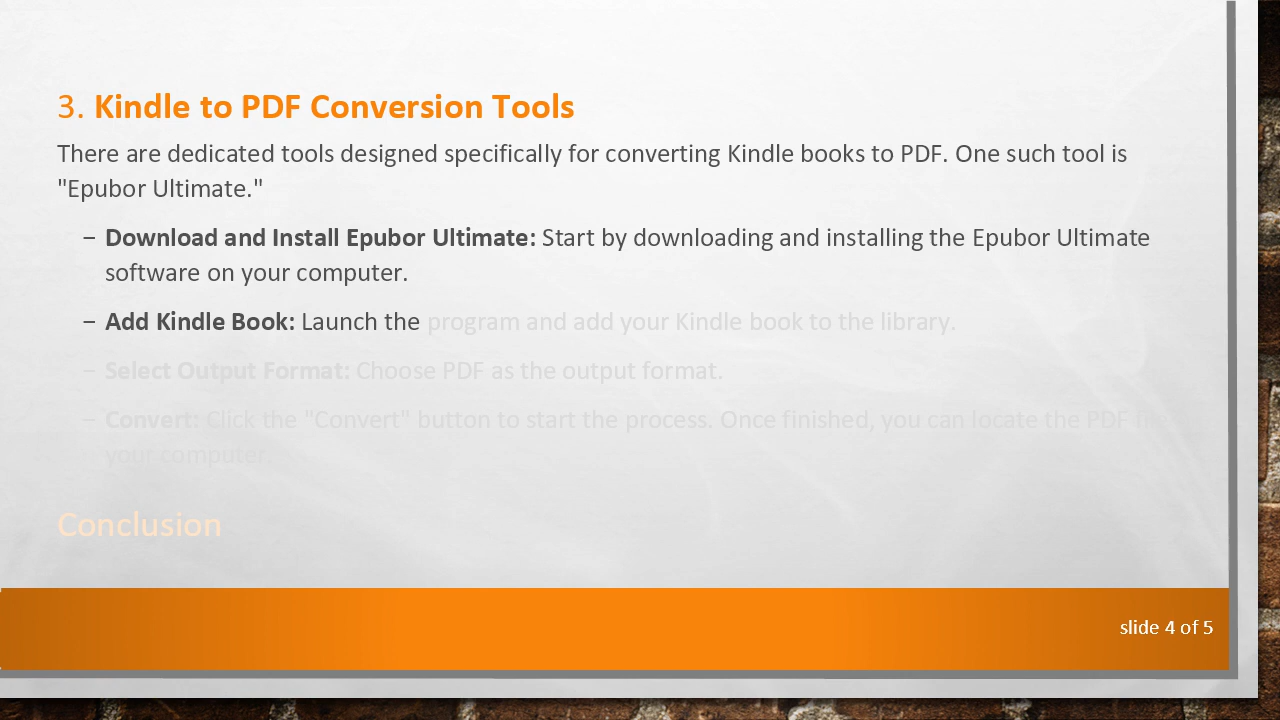 3. Kindle to PDF Conversion Tools
There are dedicated tools designed specifically for converting Kindle books to PDF. One such tool is
"Epubor Ultimate."
− Download and Install Epubor Ultimate: Start by downloading and installing the Epubor Ultimate
software on your computer.
− Add Kindle Book: Launch the program and add your Kindle book to the library.
− Select Output Format: Choose PDF as the output format.
− Convert: Click the "Convert" button to start the process. Once finished, you can locate the PDF
your computer.
Conclusion
slide 4 of 5